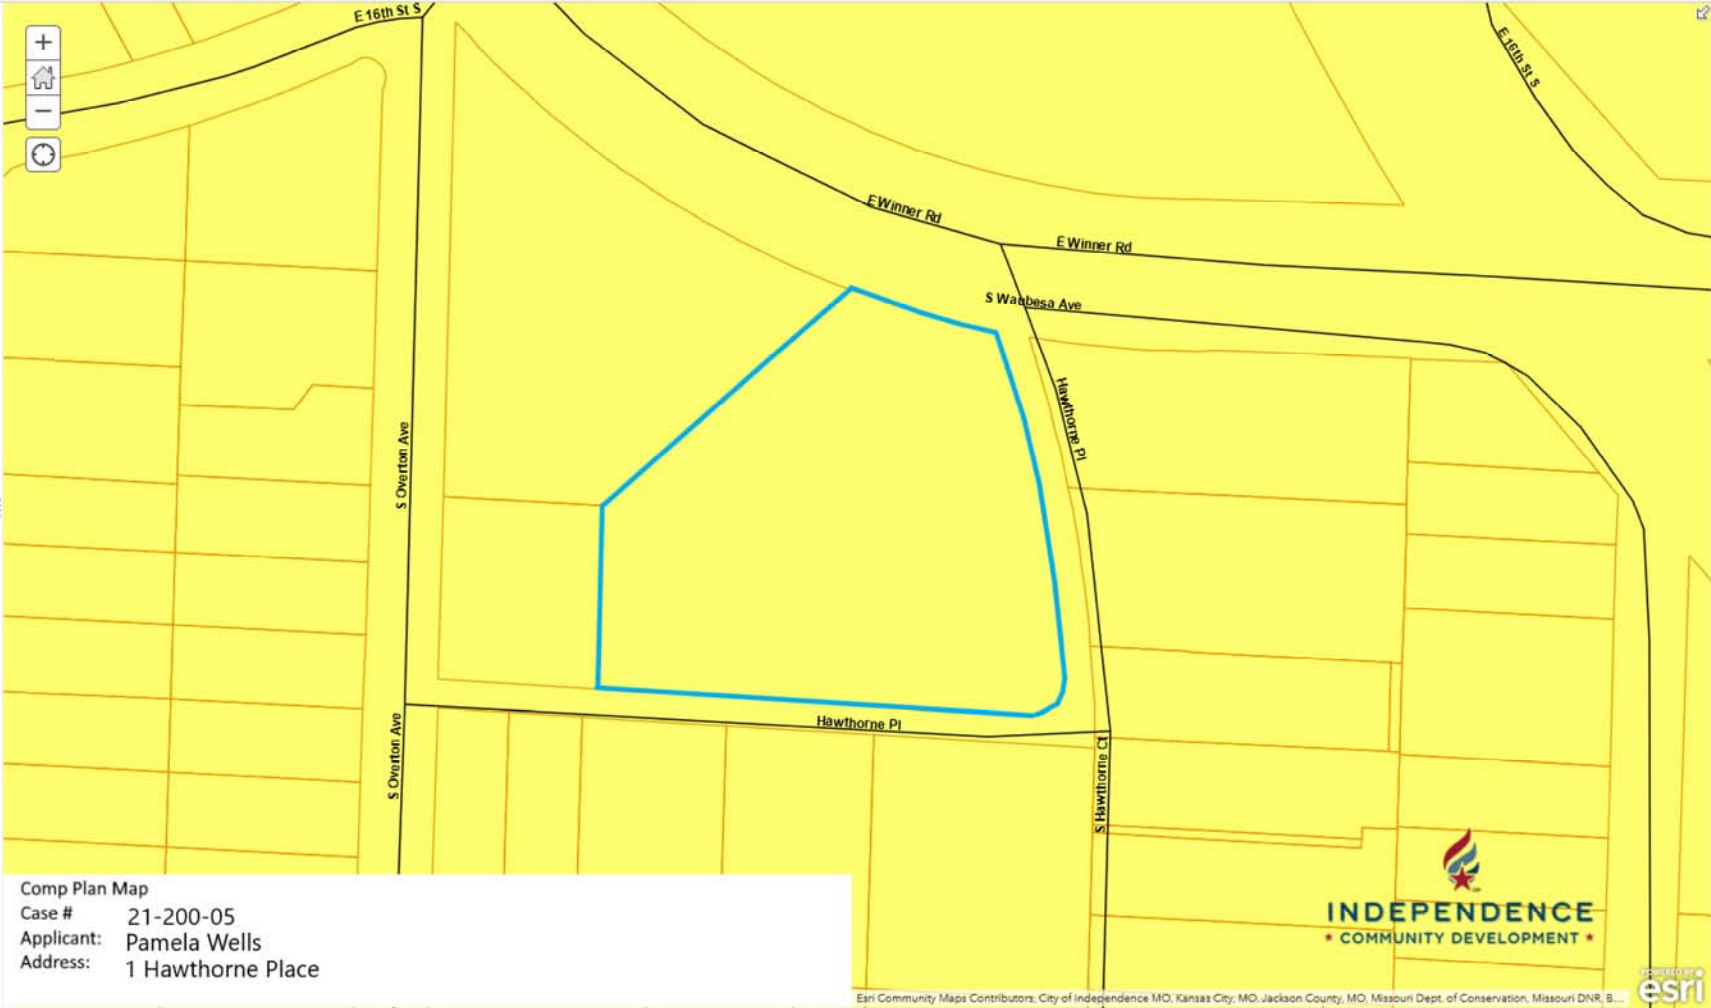 E 16th St S
E 16th St S
E Winner Rd
E Winner Rd
S Waubesa Ave
Hawthorne Pl
S Overton Ave
Hawthorne Pl
S Overton Ave
S Hawthorne Ct
Comp Plan Map
Case # 21-200-05
Applicant: Pamela Wells
Address: 1 Hawthorne Place
INDEPENDENCE
★ COMMUNITY DEVELOPMENT ★
POWERED BY
esri
Esri Community Maps Contributors, City of Independence MO, Kansas City, MO, Jackson County, MO, Missouri Dept. of Conservation, Missouri DNR, B...